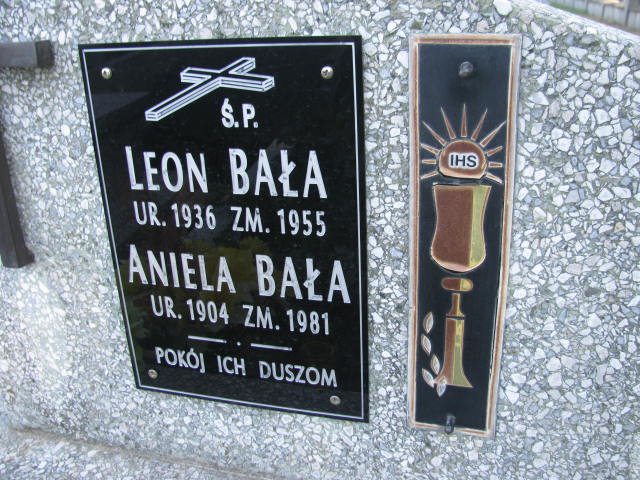 Ś.P.
LEON BAŁA
UR. 1936 ZM. 1955
ANIELA BAŁA
UR. 1904 ZM. 1981
POKÓJ ICH DUSZOM
IHS